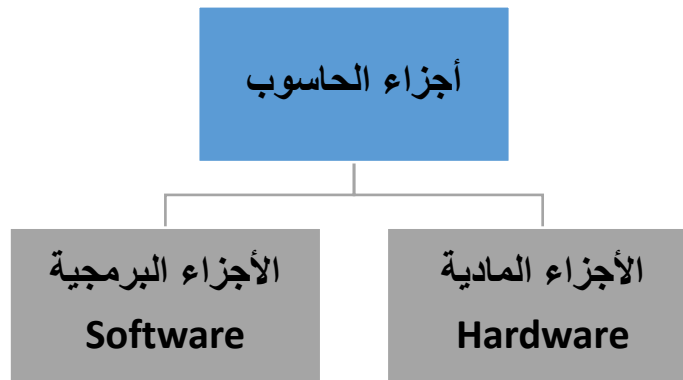 أجزاء الحاسوب
الأجزاء المادية
Hardware
الأجزاء البرمجية
Software